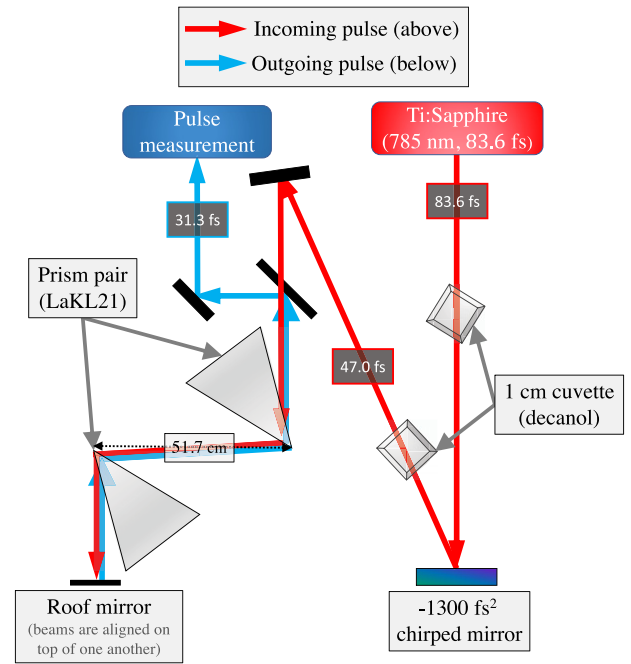 Incoming pulse (above)
Outgoing pulse (below)
Pulse
measurement
Ti:Sapphire
(785 nm, 83.6 fs)
31.3 fs
83.6 fs
Prism pair
(LaKL21)
47.0 fs
1 cm cuvette
(decanol)
51.7 cm
Roof mirror
(beams are aligned on
top of one another)
-1300 fs²
chirped mirror